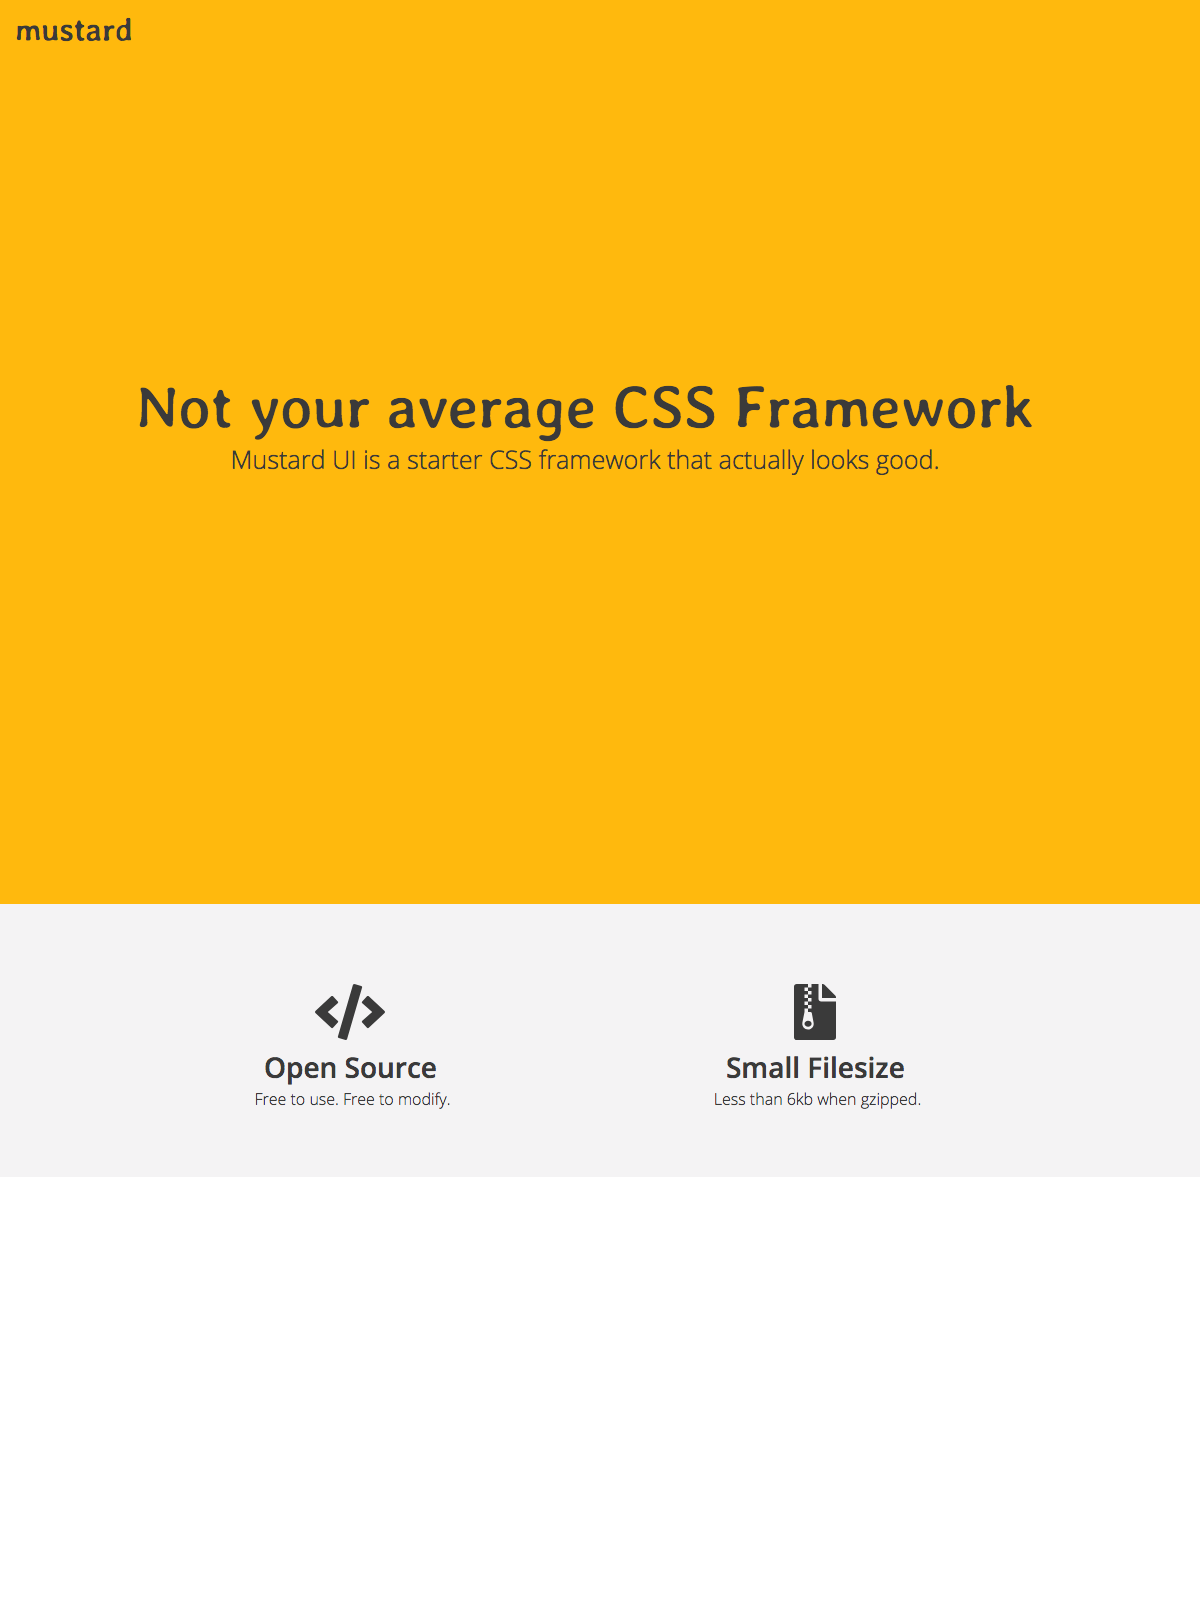 mustard
Not your average CSS Framework
Mustard UI is a starter CSS framework that actually looks good.
Open Source
Free to use. Free to modify.
Small Filesize
Less than 6kb when gzipped.